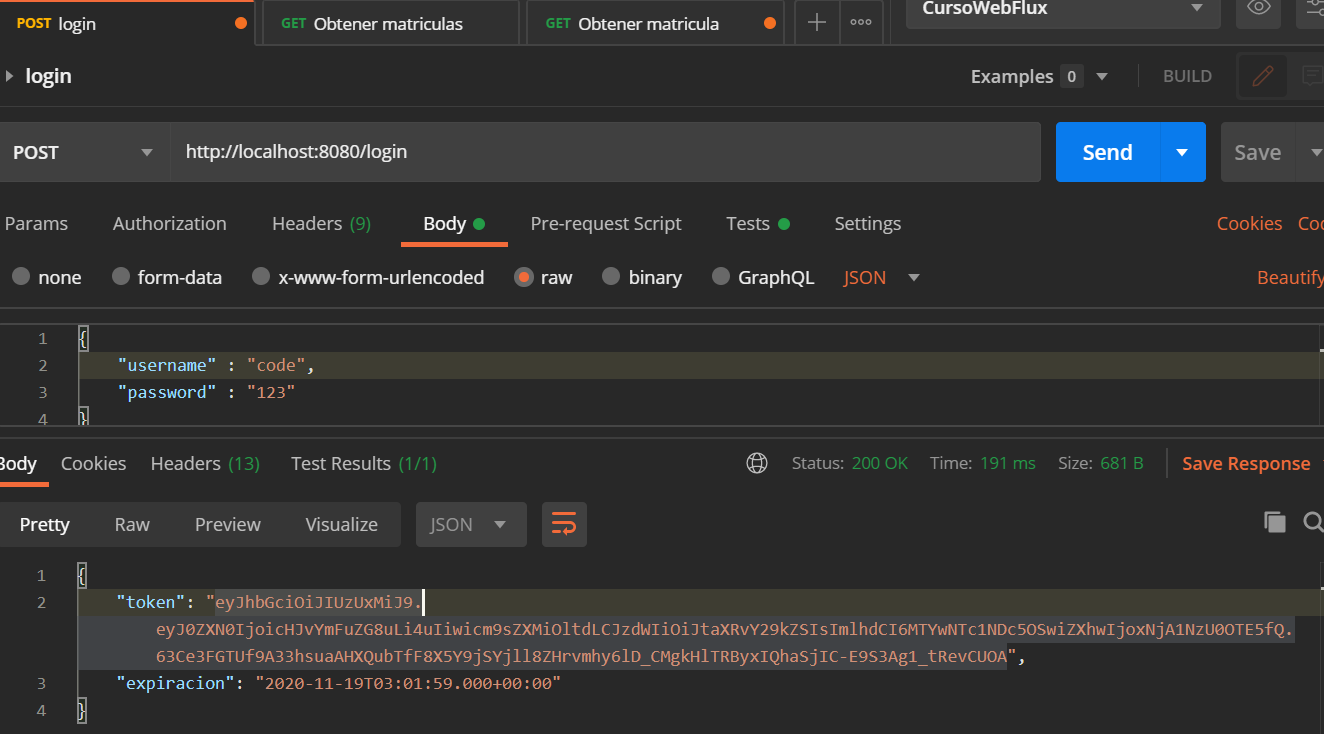 POST login GET Obtener matriculas GET Obtener matricula CursoWebFlux
login Examples 0 BUILD
POST http://localhost:8080/login Send Save
Params Authorization Headers (9) Body Pre-request Script Tests Settings Cookies Coo
none form-data x-www-form-urlencoded raw binary GraphQL JSON Beautify
1 {
2 "username" : "code",
3 "password" : "123"
4 }
Body Cookies Headers (13) Test Results (1/1) Status: 200 OK Time: 191 ms Size: 681 B Save Response
Pretty Raw Preview Visualize JSON
1 {
2 "token": "eyJhbGciOiJIUzUxMiJ9.
eyJ0ZXN0IjoicHJvYmFuZG8uLi4uIiwicm9sZXMiOltdLCJzdWIiOiJtaXRvY29kZSIsImlhdCI6MTYwNTc1NDc5OSwiZXhwIjoxNjA1NzU0OTE5fQ.
63Ce3FGTUf9A33hsuaAHXQubTfF8X5Y9jSYjll8ZHrvmhy6lD_CMgkHlTRByxIQhaSjIC-E9S3Ag1_tRevCUOA",
3 "expiracion": "2020-11-19T03:01:59.000+00:00"
4 }